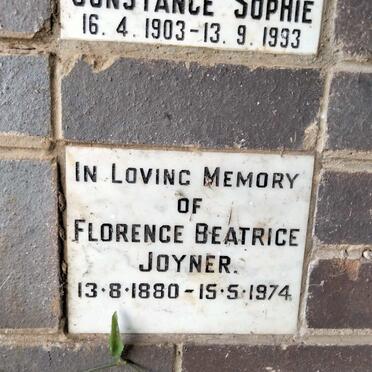 CONSTANCE SOPHIE
16. 4. 1903-13. 9. 1993
IN LOVING MEMORY
OF
FLORENCE BEATRICE
JOYNER.
13·8·1880-15·5·1974